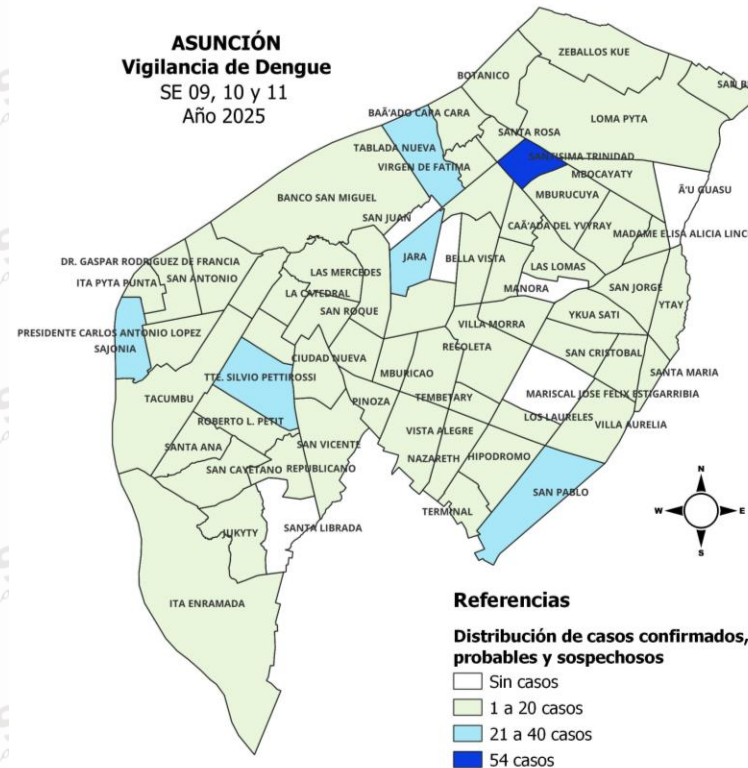 ASUNCIÓN
Vigilancia de Dengue
SE 09, 10 y 11
Año 2025
ZEBALLOS KUE
BOTANICO
LOMA PYTA
BAÃ'ADO CARA CARA
SANTA ROSA
TABLADA NUEVA
SANTISIMA TRINIDAD
VIRGEN DE FATIMA
MBOCAYATY
Ã'U GUASU
BANCO SAN MIGUEL
MBURUCUYA
SAN JUAN
CAÃ'ADA DEL YVYRAY
MADAME ELISA ALICIA LINC
DR. GASPAR RODRIGUEZ DE FRANCIA
JARA
BELLA VISTA
LAS LOMAS
ITA PYTA PUNTA
SAN ANTONIO
LAS MERCEDES
LA CATEDRAL
MANORA
SAN JORGE
YTAY
SAN ROQUE
YKUA SATI
PRESIDENTE CARLOS ANTONIO LOPEZ
VILLA MORRA
SAJONIA
CIUDAD NUEVA
RECOLETA
SAN CRISTOBAL
TTE. SILVIO PETTIROSSI
MBURICAO
SANTA MARIA
TACUMBU
PINOZA
TEMBETARY
MARISCAL JOSE FELIX ESTIGARRIBIA
ROBERTO L. PETIT
LOS LAURELES
VILLA AURELIA
SANTA ANA
SAN VICENTE
VISTA ALEGRE
SAN CAYETANO
REPUBLICANO
NAZARETH
HIPODROMO
SAN PABLO
TERMINAL
JUKYTY
SANTA LIBRADA
ITA ENRAMADA
N
W
E
S
Referencias
Distribución de casos confirmados,
probables y sospechosos
Sin casos
1 a 20 casos
21 a 40 casos
54 casos